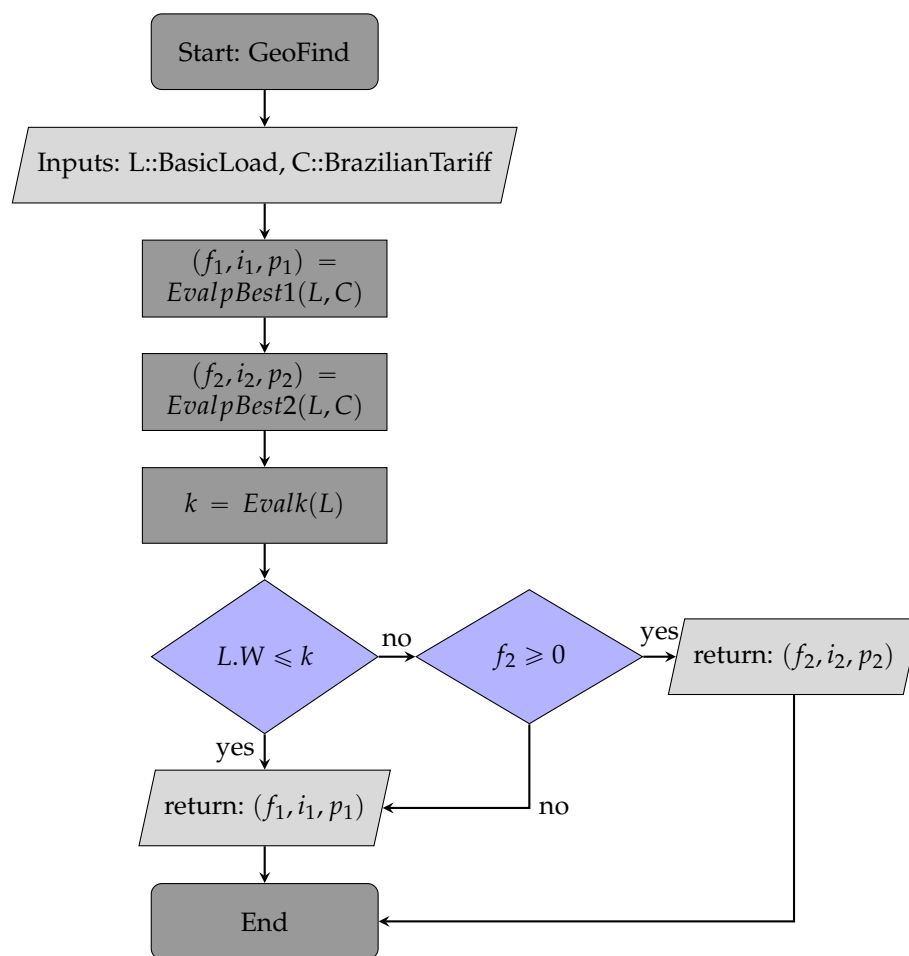 Start: GeoFind
Inputs: L::BasicLoad, C::BrazilianTariff
(f₁, i₁, p₁) =
EvalpBest1(L, C)
(f₂, i₂, p₂) =
EvalpBest2(L, C)
k = Evalk(L)
L.W ⩽ k
no
f₂ ⩾ 0
yes
return: (f₂, i₂, p₂)
yes
return: (f₁, i₁, p₁)
no
End